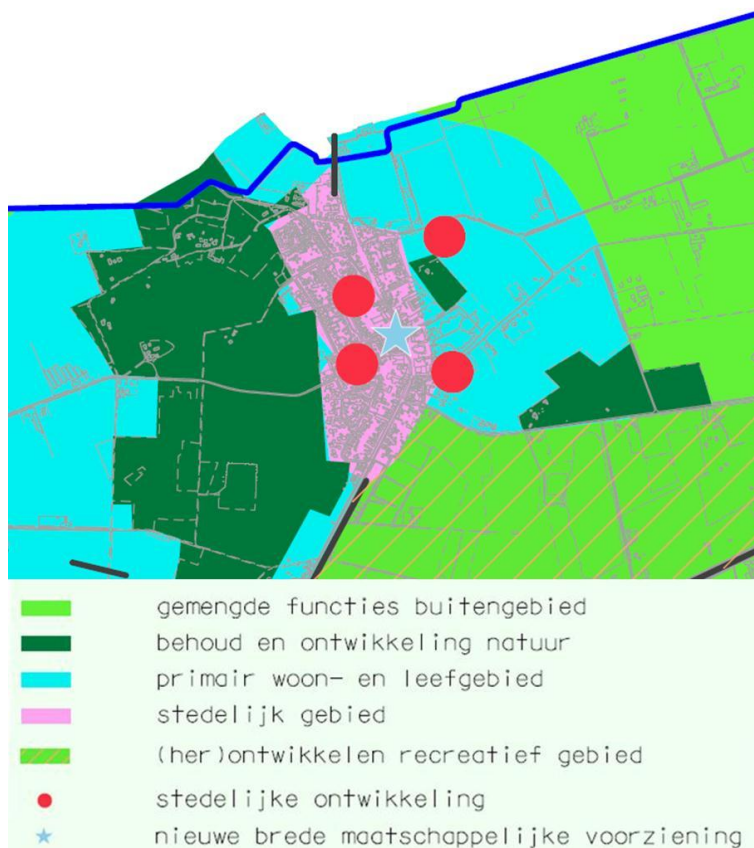 gemengde functies buitengebied
behoud en ontwikkeling natuur
primair woon- en leefgebied
stedelijk gebied
(her)ontwikkelen recreatief gebied
stedelijke ontwikkeling
nieuwe brede maatschappelijke voorziening